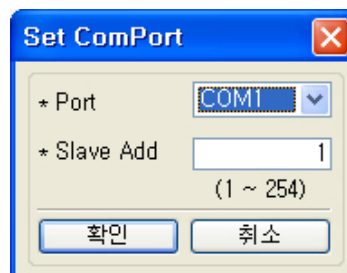 Set ComPort
* Port COM1
* Slave Add 1
(1 ~ 254)
확인 취소